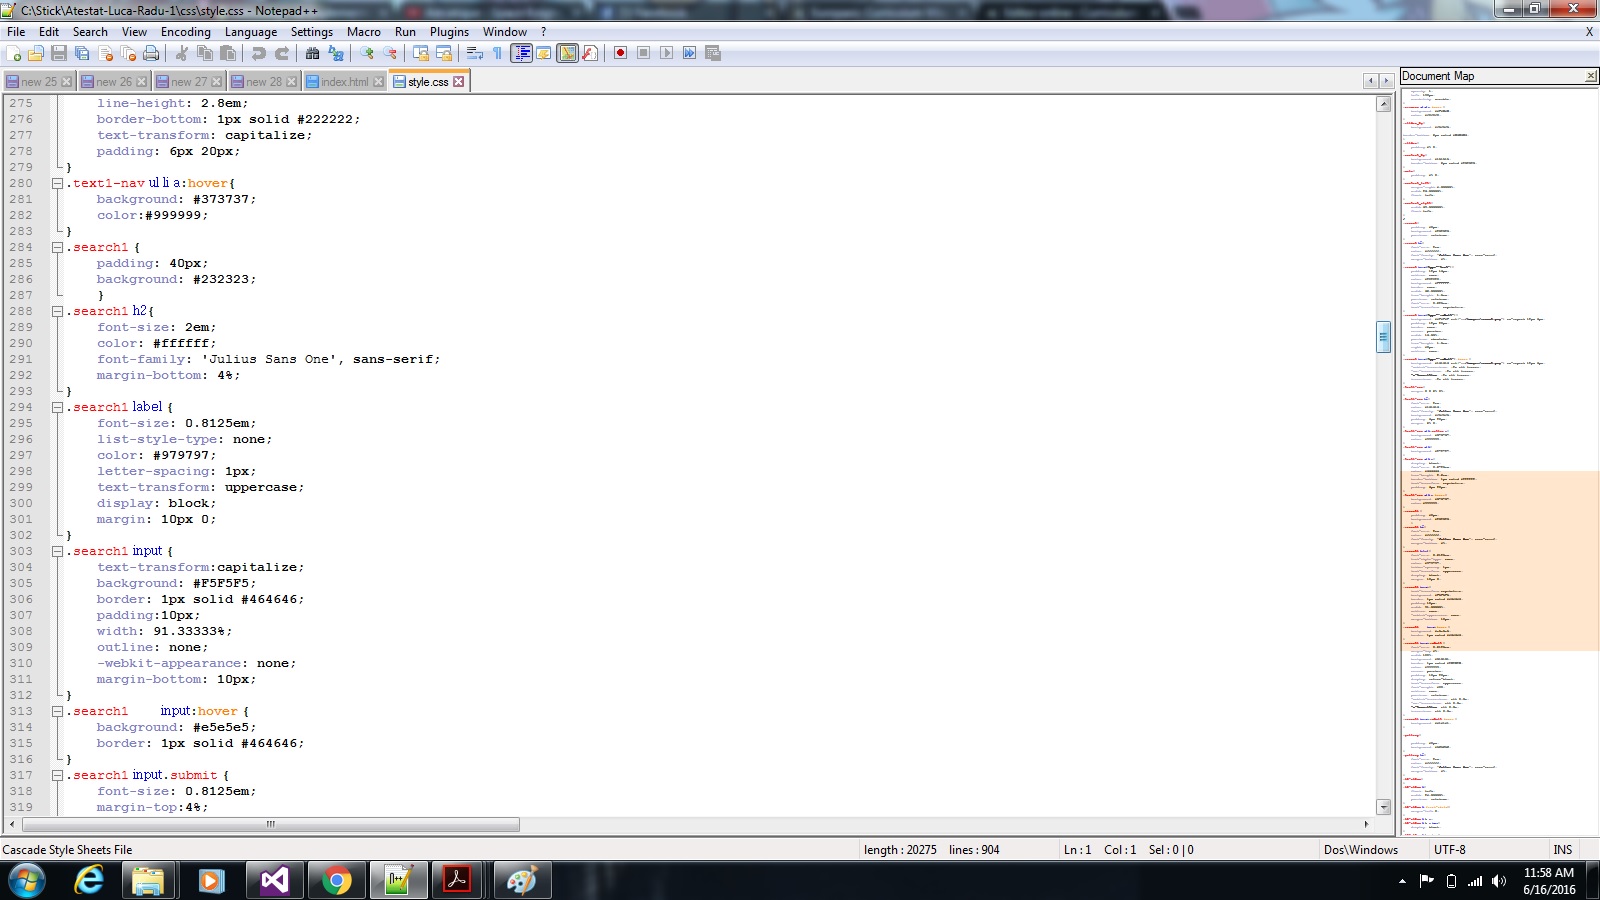 C:\Stick\Atestat-Luca-Radu-1\css\style.css - Notepad++
File Edit Search View Encoding Language Settings Macro Run Plugins Window ? X
new 25 new 26 new 27 new 28 index.html style.css
Document Map
275 line-height: 2.8em;
276 border-bottom: 1px solid #222222;
277 text-transform: capitalize;
278 padding: 6px 20px;
279 }
280 .text1-nav ul li a:hover{
281 background: #373737;
282 color:#999999;
283 }
284 .search1 {
285 padding: 40px;
286 background: #232323;
287 }
288 .search1 h2{
289 font-size: 2em;
290 color: #ffffff;
291 font-family: 'Julius Sans One', sans-serif;
292 margin-bottom: 4%;
293 }
294 .search1 label {
295 font-size: 0.8125em;
296 list-style-type: none;
297 color: #979797;
298 letter-spacing: 1px;
299 text-transform: uppercase;
300 display: block;
301 margin: 10px 0;
302 }
303 .search1 input {
304 text-transform:capitalize;
305 background: #F5F5F5;
306 border: 1px solid #464646;
307 padding:10px;
308 width: 91.33333%;
309 outline: none;
310 -webkit-appearance: none;
311 margin-bottom: 10px;
312 }
313 .search1 input:hover {
314 background: #e5e5e5;
315 border: 1px solid #464646;
316 }
317 .search1 input.submit {
318 font-size: 0.8125em;
319 margin-top:4%;
Cascade Style Sheets File length : 20275 lines : 904 Ln : 1 Col : 1 Sel : 0 | 0 Dos\Windows UTF-8 INS
11:58 AM
6/16/2016